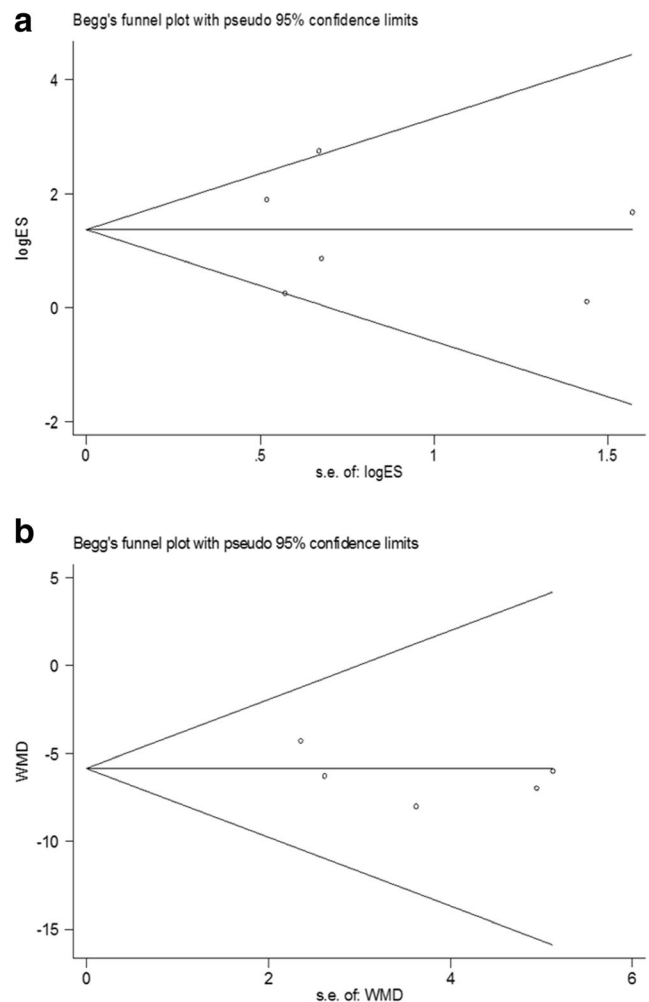 a
Begg's funnel plot with pseudo 95% confidence limits
4
2
0
-2
logES
0 .5 1 1.5
s.e. of: logES
b
Begg's funnel plot with pseudo 95% confidence limits
5
0
-5
-10
-15
WMD
0 2 4 6
s.e. of: WMD